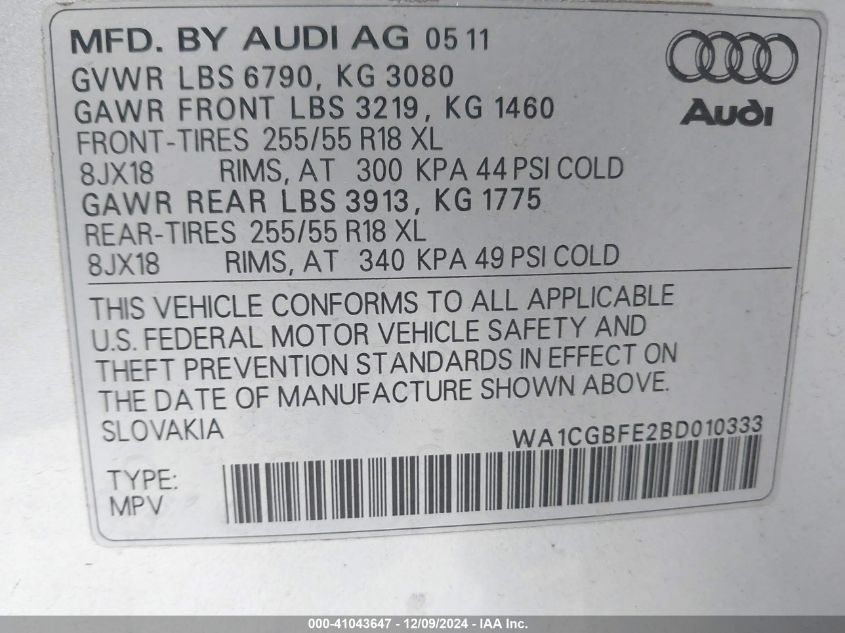 MFD. BY AUDI AG 05 11
GVWR LBS 6790, KG 3080
GAWR FRONT LBS 3219, KG 1460
FRONT-TIRES 255/55 R18 XL
8JX18 RIMS, AT 300 KPA 44 PSI COLD
GAWR REAR LBS 3913, KG 1775
REAR-TIRES 255/55 R18 XL
8JX18 RIMS, AT 340 KPA 49 PSI COLD
Audi
THIS VEHICLE CONFORMS TO ALL APPLICABLE
U.S. FEDERAL MOTOR VEHICLE SAFETY AND
THEFT PREVENTION STANDARDS IN EFFECT ON
THE DATE OF MANUFACTURE SHOWN ABOVE.
SLOVAKIA
WA1CGBFE2BD010333
TYPE:
MPV
000-41043647 - 12/09/2024 - IAA Inc.